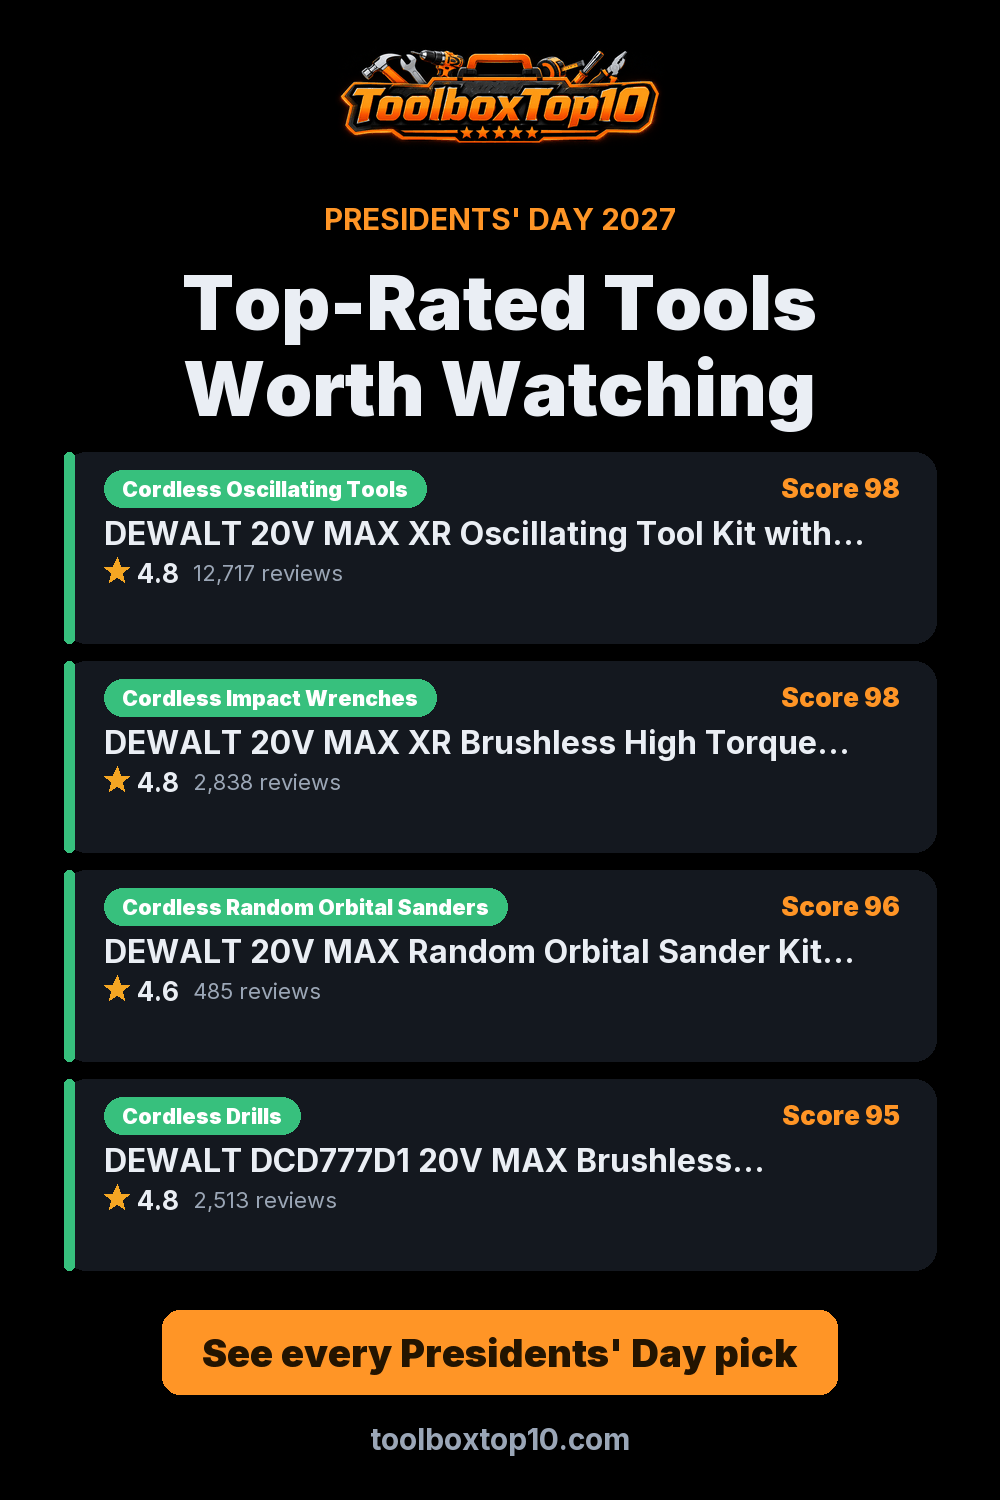 ToolboxTop10
PRESIDENTS' DAY 2027
Top-Rated Tools
Worth Watching
Cordless Oscillating Tools
Score 98
DEWALT 20V MAX XR Oscillating Tool Kit with...
4.8 12,717 reviews
Cordless Impact Wrenches
Score 98
DEWALT 20V MAX XR Brushless High Torque...
4.8 2,838 reviews
Cordless Random Orbital Sanders
Score 96
DEWALT 20V MAX Random Orbital Sander Kit...
4.6 485 reviews
Cordless Drills
Score 95
DEWALT DCD777D1 20V MAX Brushless...
4.8 2,513 reviews
See every Presidents' Day pick
toolboxtop10.com